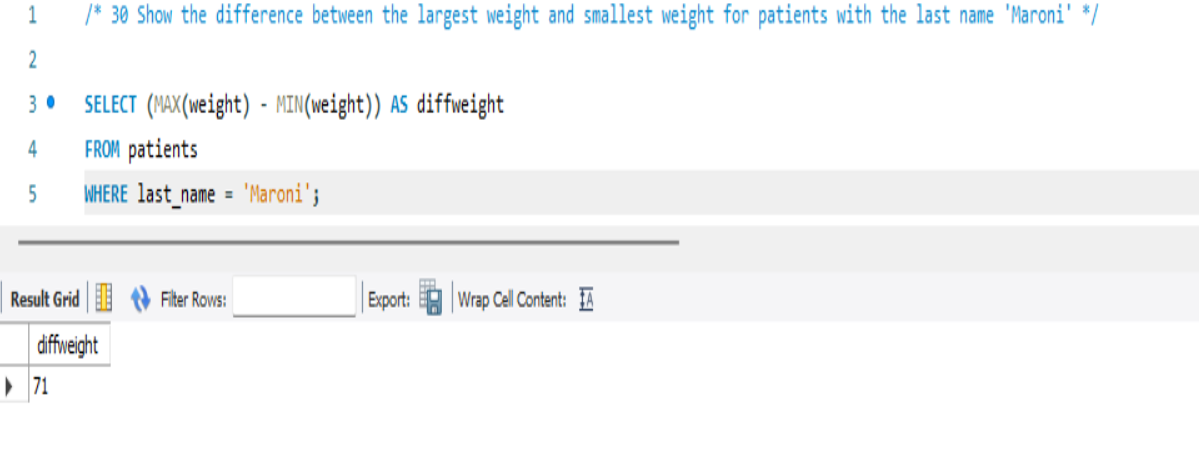 1 /* 30 Show the difference between the largest weight and smallest weight for patients with the last name 'Maroni' */
2
3 SELECT (MAX(weight) - MIN(weight)) AS diffweight
4 FROM patients
5 WHERE last_name = 'Maroni';
Result Grid Filter Rows: Export: Wrap Cell Content: IA
diffweight
71